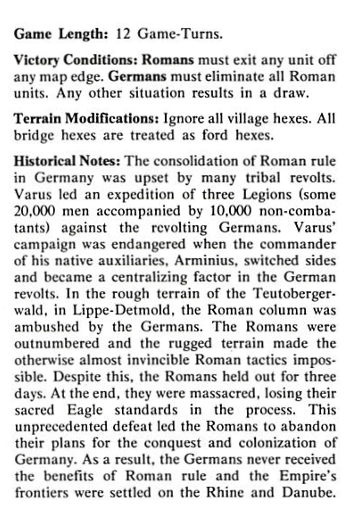 Game Length: 12 Game-Turns.
Victory Conditions: Romans must exit any unit off
any map edge. Germans must eliminate all Roman
units. Any other situation results in a draw.
Terrain Modifications: Ignore all village hexes. All
bridge hexes are treated as ford hexes.
Historical Notes: The consolidation of Roman rule
in Germany was upset by many tribal revolts.
Varus led an expedition of three Legions (some
20,000 men accompanied by 10,000 non-comba-
tants) against the revolting Germans. Varus'
campaign was endangered when the commander
of his native auxiliaries, Arminius, switched sides
and became a centralizing factor in the German
revolts. In the rough terrain of the Teutoberger-
wald, in Lippe-Detmold, the Roman column was
ambushed by the Germans. The Romans were
outnumbered and the rugged terrain made the
otherwise almost invincible Roman tactics impos-
sible. Despite this, the Romans held out for three
days. At the end, they were massacred, losing their
sacred Eagle standards in the process. This
unprecedented defeat led the Romans to abandon
their plans for the conquest and colonization of
Germany. As a result, the Germans never received
the benefits of Roman rule and the Empire's
frontiers were settled on the Rhine and Danube.